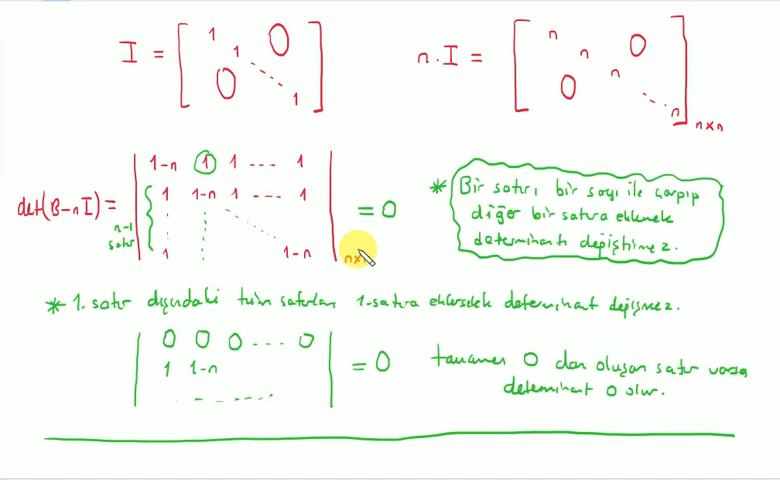 I = [ 1 1 0 0 ... 1 ]
n.I = [ n n 0 0 n ... n ] nxn
det(B-nI) =
1-n 1 1 --- 1
1 1-n 1 --- 1
n-1 satır
1 1-n
= 0
* Bir satırı bir sayı ile çarpıp
diğer bir satıra eklemek
determinantı değiştirmez.
* 1. satır dışındaki tüm satırları 1. satıra eklersek determinant değişmez.
0 0 0 ... 0
1 1-n
= 0
tamamen 0 dan oluşan satır varsa
determinant 0 olur.